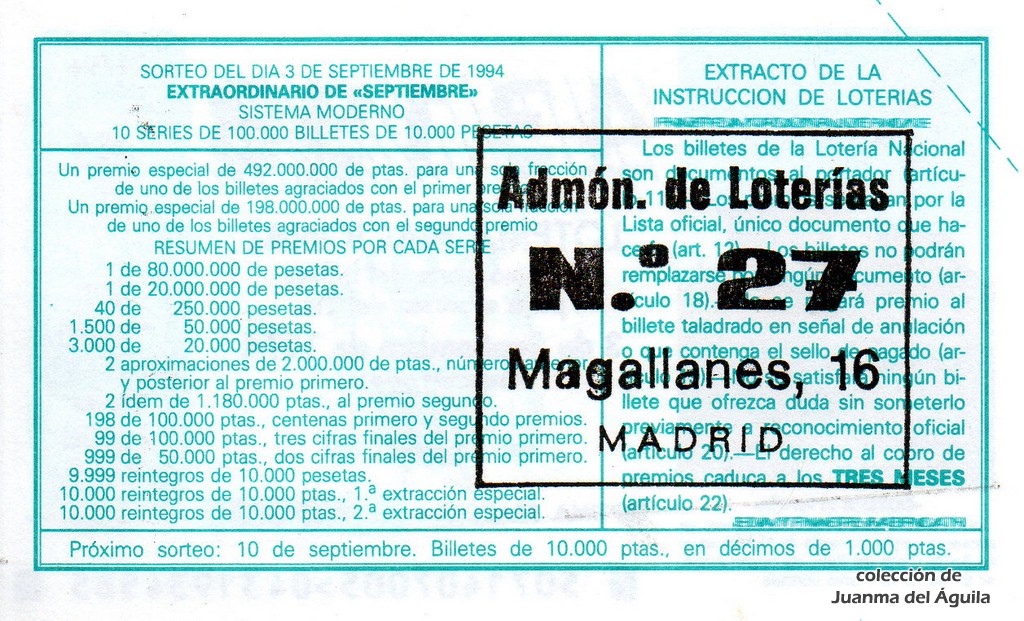 SORTEO DEL DIA 3 DE SEPTIEMBRE DE 1994
EXTRAORDINARIO DE «SEPTIEMBRE»
SISTEMA MODERNO
10 SERIES DE 100.000 BILLETES DE 10.000 PESETAS
Un premio especial de 492.000.000 de ptas. para una sola fracción
de uno de los billetes agraciados con el primer premio
Un premio especial de 198.000.000 de ptas. para una sola fracción
de uno de los billetes agraciados con el segundo premio
RESUMEN DE PREMIOS POR CADA SERIE
1 de 80.000.000 de pesetas.
1 de 20.000.000 de pesetas.
40 de 250.000 de pesetas.
1.500 de 50.000 de pesetas.
3.000 de 20.000 de pesetas.
2 aproximaciones de 2.000.000 de ptas., número anterior
y posterior al premio primero.
2 ídem de 1.180.000 ptas., al premio segundo.
198 de 100.000 ptas., centenas primero y segundo premios.
99 de 100.000 ptas., tres cifras finales del premio primero.
999 de 50.000 ptas., dos cifras finales del premio primero.
9.999 reintegros de 10.000 pesetas.
10.000 reintegros de 10.000 ptas., 1.ª extracción especial.
10.000 reintegros de 10.000 ptas., 2.ª extracción especial.
EXTRACTO DE LA
INSTRUCCION DE LOTERIAS
Los billetes de la Lotería Nacional
son documentos al portador (artícu-
por la
Lista oficial, único documento que ha-
cen (art. Los billetes no podrán
remplazarse por ningún documento (ar-
tículo 18).—No se pagará premio al
billete taladrado en señal de anulación
o que contenga el sello de pagado (ar-
satisfará ningún bi-
llete que ofrezca duda sin someterlo
previamente a reconocimiento oficial
(artículo 20).—El derecho al cobro de
premios caduca a los TRES MESES
(artículo 22).
Admón. de Loterías
N.º 27
Magallanes, 16
MADRID
Próximo sorteo: 10 de septiembre. Billetes de 10.000 ptas., en décimos de 1.000 ptas.
colección de
Juanma del Águila